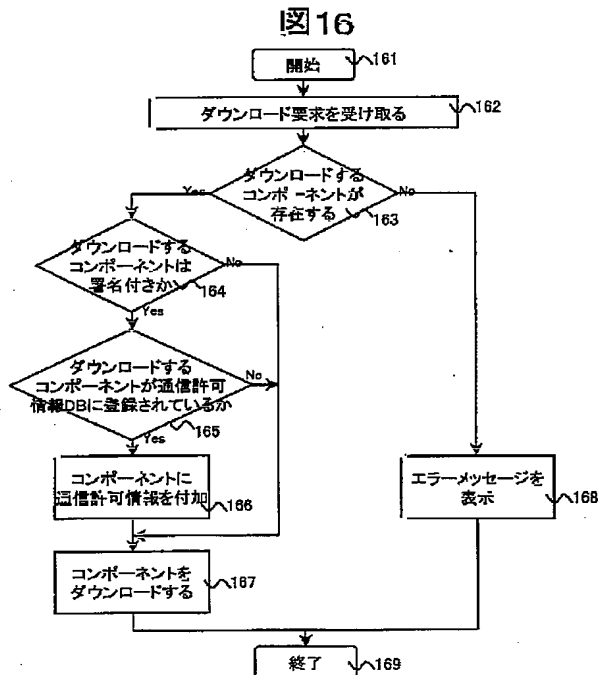 図16
開始
161
ダウンロード要求を受け取る
162
ダウンロードする
コンポーネントが
存在する
163
Yes
No
ダウンロードする
コンポーネントは
署名付きか
164
No
Yes
ダウンロードする
コンポーネントが通信許可
情報DBに登録されているか
165
No
Yes
コンポーネントに
通信許可情報を付加
166
エラーメッセージを
表示
168
コンポーネントを
ダウンロードする
167
終了
169